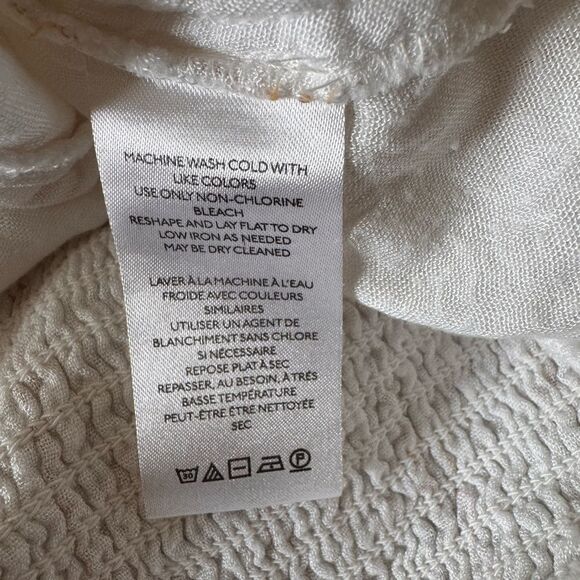 MACHINE WASH COLD WITH
LIKE COLORS
USE ONLY NON-CHLORINE
BLEACH
RESHAPE AND LAY FLAT TO DRY
LOW IRON AS NEEDED
MAY BE DRY CLEANED
LAVER À LA MACHINE À L'EAU
FROIDE AVEC COULEURS
SIMILAIRES
UTILISER UN AGENT DE
BLANCHIMENT SANS CHLORE
SI NÉCESSAIRE
REPOSE PLAT À SEC
REPASSER, AU BESOIN, À TRÈS
BASSE TEMPÉRATURE
PEUT-ÊTRE ÊTRE NETTOYÉE
SEC
30 P